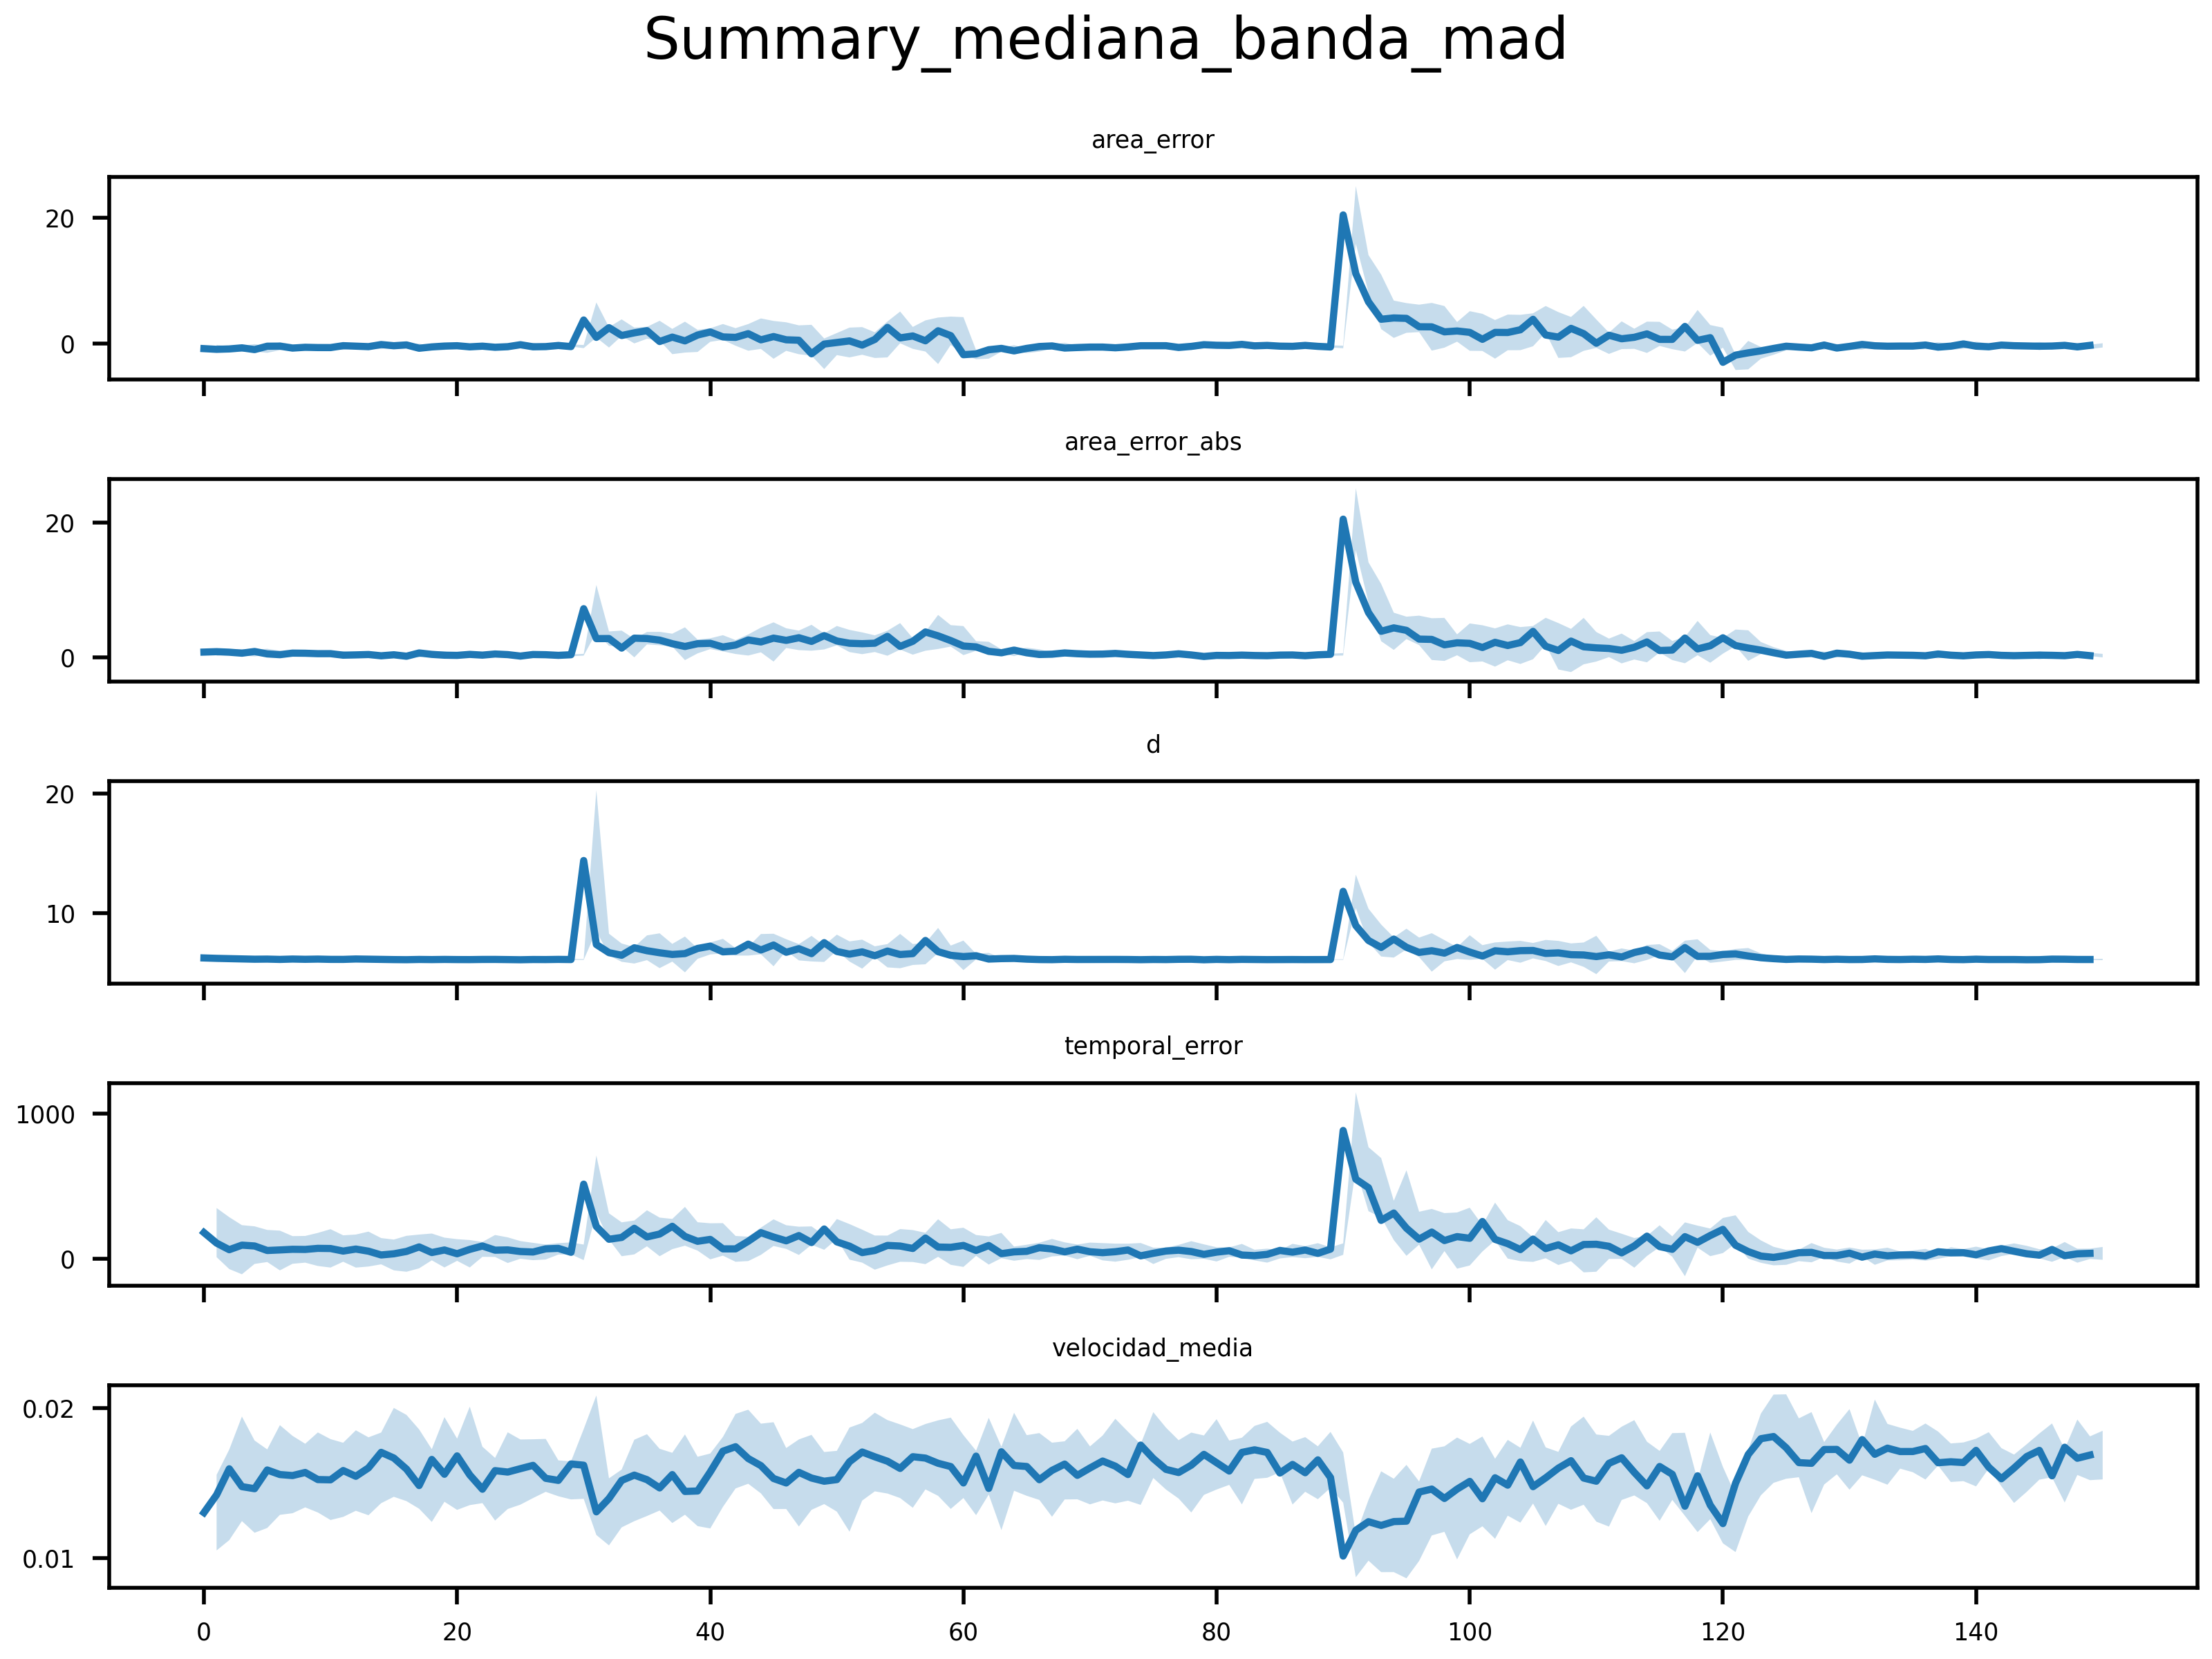 Summary_mediana_banda_mad
area_error
20
0
area_error_abs
20
0
d
20
10
temporal_error
1000
0
velocidad_media
0.02
0.01
0 20 40 60 80 100 120 140